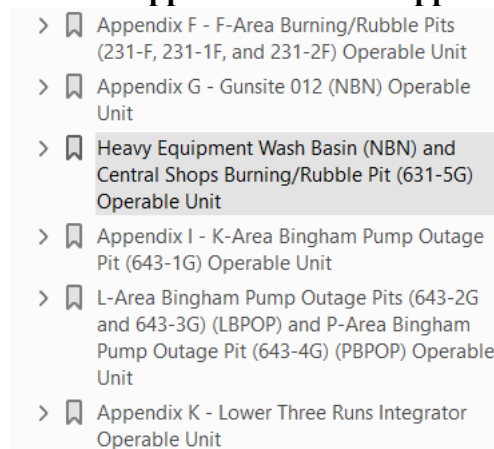 Appendix F - F-Area Burning/Rubble Pits
(231-F, 231-1F, and 231-2F) Operable Unit
Appendix G - Gunsite 012 (NBN) Operable
Unit
Heavy Equipment Wash Basin (NBN) and
Central Shops Burning/Rubble Pit (631-5G)
Operable Unit
Appendix I - K-Area Bingham Pump Outage
Pit (643-1G) Operable Unit
L-Area Bingham Pump Outage Pits (643-2G
and 643-3G) (LBPOP) and P-Area Bingham
Pump Outage Pit (643-4G) (PBPOP) Operable
Unit
Appendix K - Lower Three Runs Integrator
Operable Unit